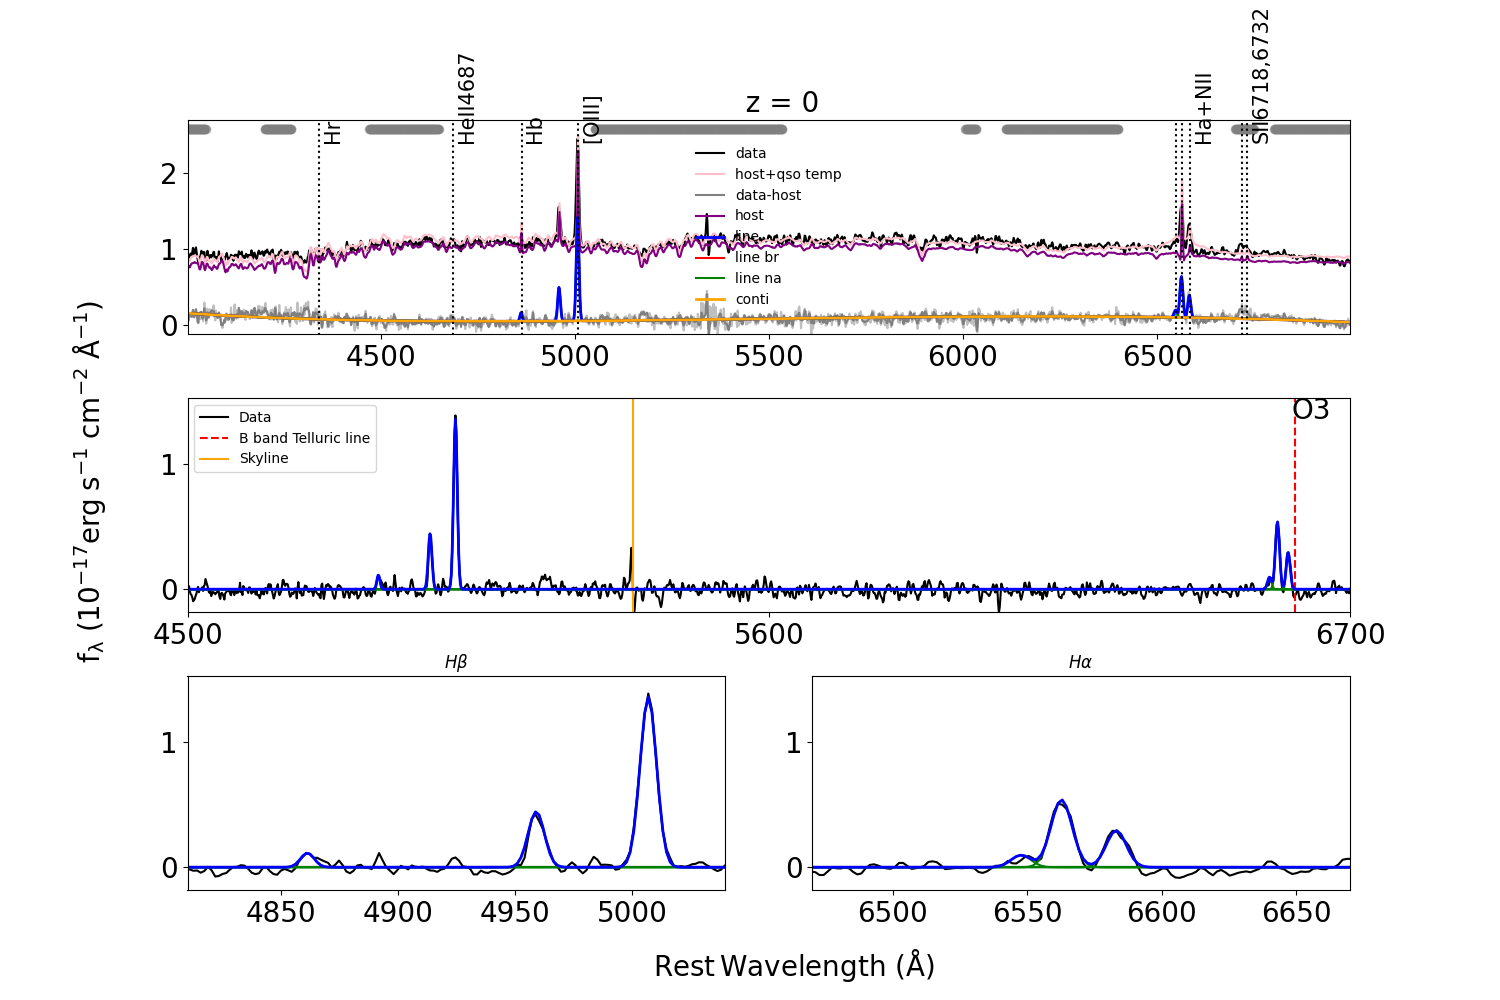 z = 0
Hr
HeII4687
Hb
[OIII]
Ha+NII
SII6718,6732
data
host+qso temp
data-host
host
line
line br
line na
conti
2
1
0
4500
5000
5500
6000
6500
fλ (10⁻¹⁷erg s⁻¹ cm⁻² Å⁻¹)
Data
B band Telluric line
Skyline
O3
1
0
4500
5600
6700
Hβ
1
0
4850
4900
4950
5000
Hα
1
0
6500
6550
6600
6650
Rest Wavelength (Å)